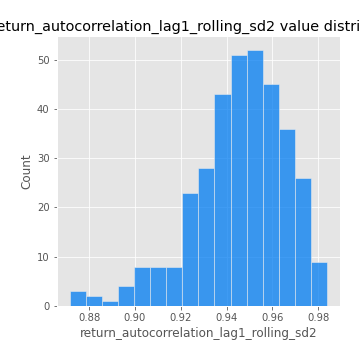 eturn_autocorrelation_lag1_rolling_sd2 value distri
50
40
30
20
10
0
Count
0.88 0.90 0.92 0.94 0.96 0.98
return_autocorrelation_lag1_rolling_sd2